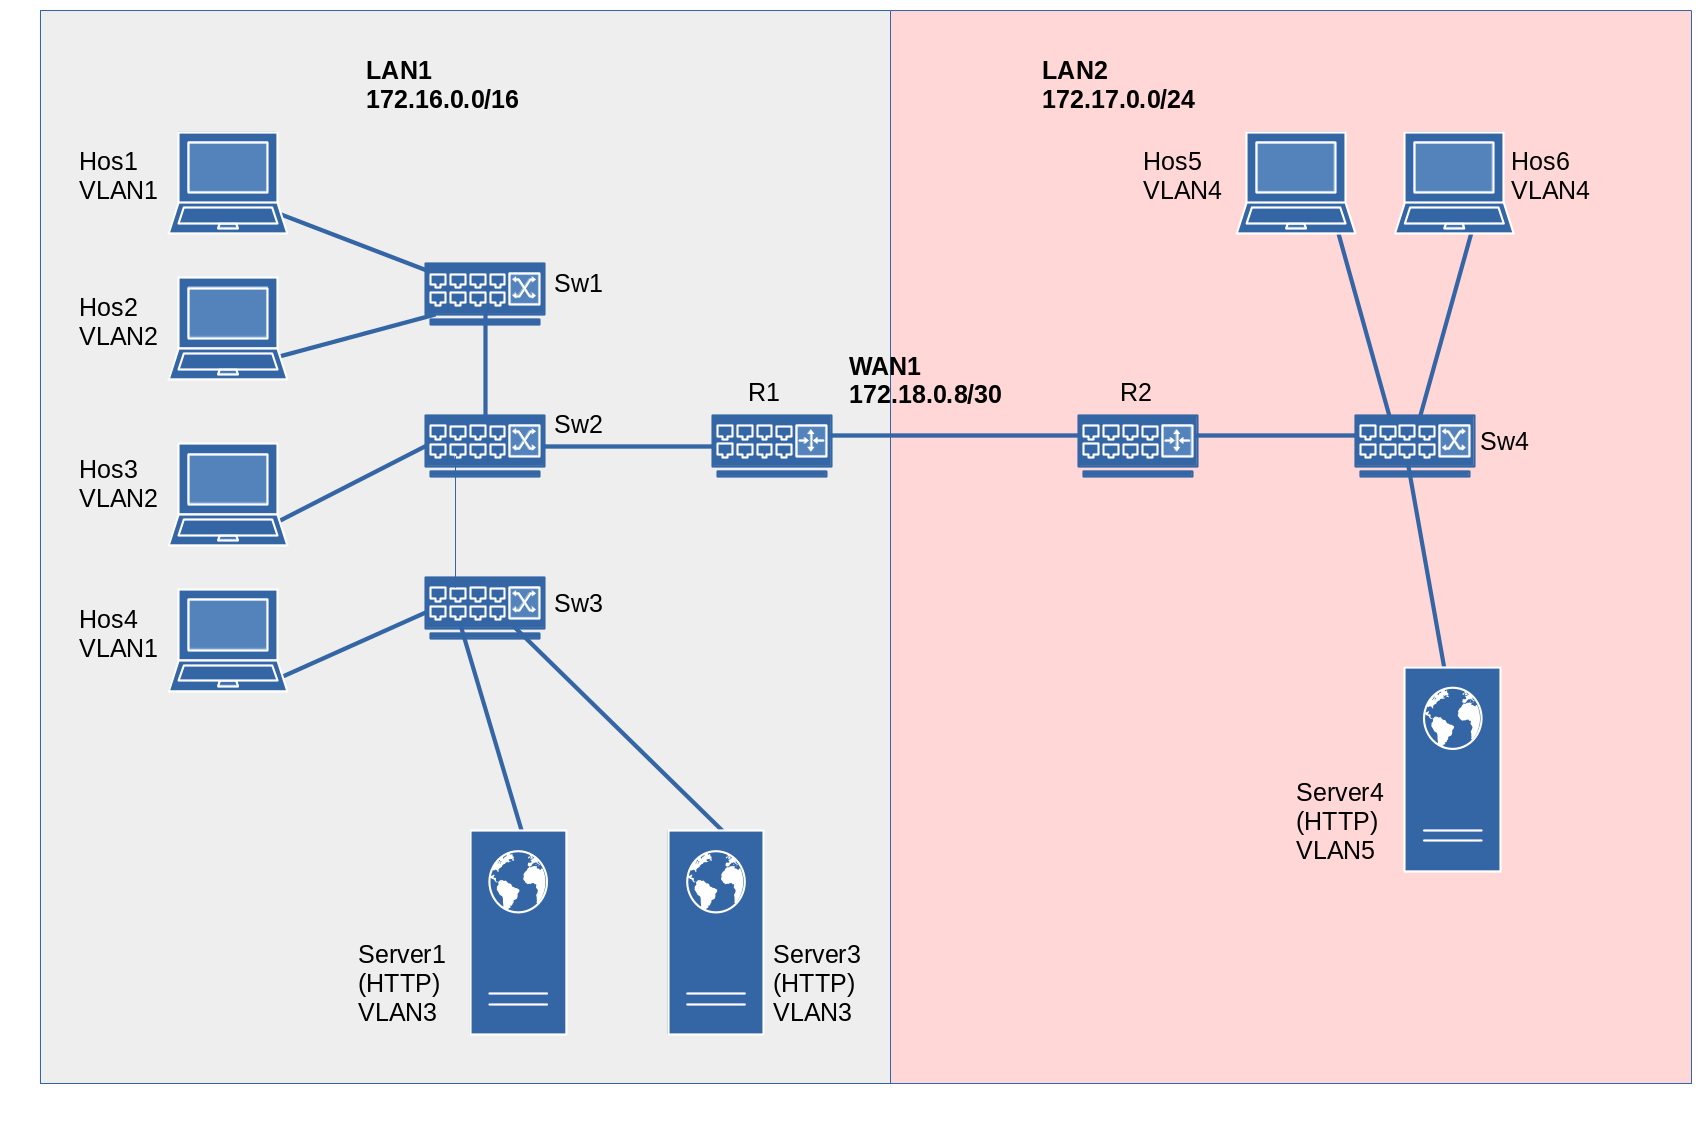 LAN1
172.16.0.0/16
LAN2
172.17.0.0/24
Hos1
VLAN1
Hos5
VLAN4
Hos6
VLAN4
Hos2
VLAN2
Sw1
WAN1
172.18.0.8/30
R1
R2
Sw2
Sw4
Hos3
VLAN2
Hos4
VLAN1
Sw3
Server4
(HTTP)
VLAN5
Server1
(HTTP)
VLAN3
Server3
(HTTP)
VLAN3